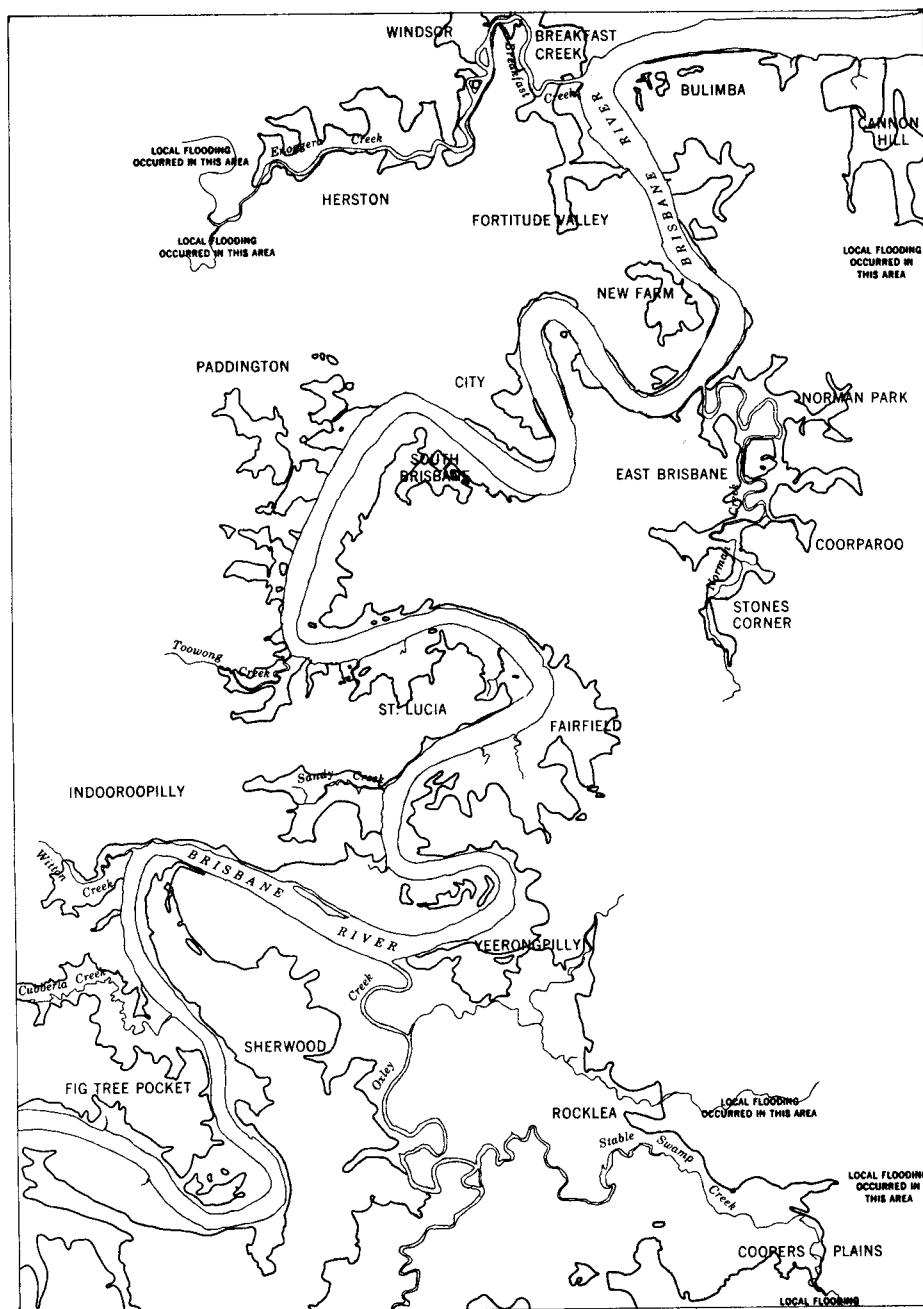 WINDSOR
BREAKFAST
CREEK
Breakfast
Creek
BULIMBA
CANNON
HILL
Enoggera Creek
LOCAL FLOODING
OCCURRED IN THIS AREA
HERSTON
RIVER
BRISBANE
FORTITUDE VALLEY
LOCAL FLOODING
OCCURRED IN THIS AREA
LOCAL FLOODING
OCCURRED IN
THIS AREA
NEW FARM
PADDINGTON
CITY
NORMAN PARK
SOUTH
BRISBANE
EAST BRISBANE
Norman Creek
COORPAROO
STONES
CORNER
Toowong Creek
ST. LUCIA
FAIRFIELD
Sandy Creek
INDOOROOPILLY
Witton
Creek
BRISBANE
RIVER
YEERONGPILLY
Cubberla Creek
Oxley Creek
SHERWOOD
FIG TREE POCKET
ROCKLEA
LOCAL FLOODING
OCCURRED IN THIS AREA
Stable Swamp Creek
LOCAL FLOODING
OCCURRED IN
THIS AREA
COOPERS PLAINS
LOCAL FLOODING